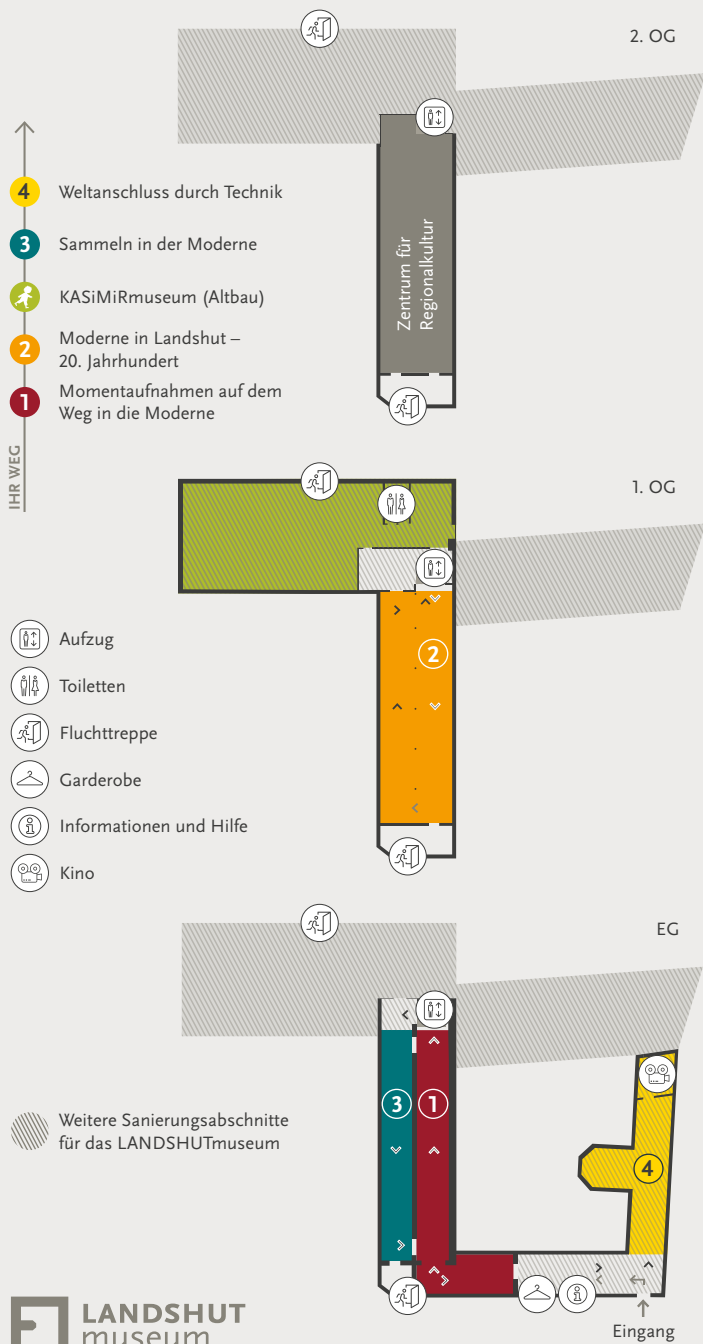 2. OG
4 Weltanschluss durch Technik
3 Sammeln in der Moderne
KASiMiRmuseum (Altbau)
2 Moderne in Landshut –
20. Jahrhundert
1 Momentaufnahmen auf dem
Weg in die Moderne
IHR WEG
Zentrum für
Regionalkultur
1. OG
2
Aufzug
Toiletten
Fluchttreppe
Garderobe
Informationen und Hilfe
Kino
EG
3
1
4
Weitere Sanierungsabschnitte
für das LANDSHUTmuseum
Eingang
LANDSHUT
museum